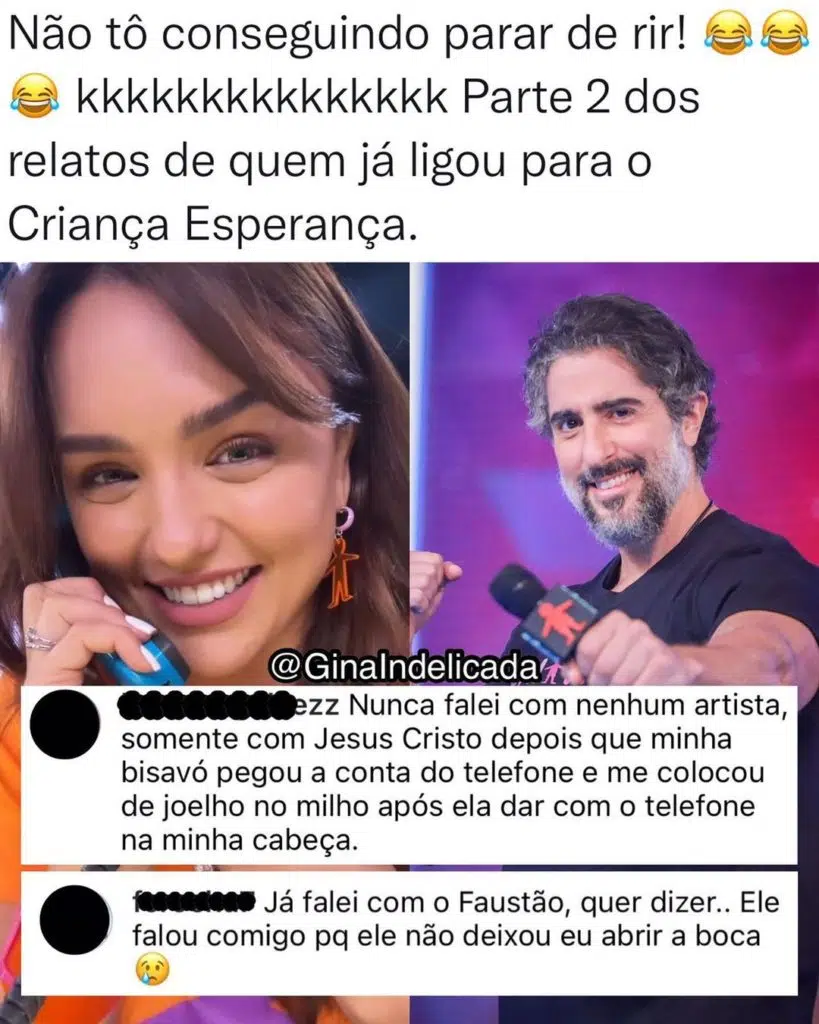 Não tô conseguindo parar de rir! 😂😂
😂 kkkkkkkkkkkkkkk Parte 2 dos
relatos de quem já ligou para o
Criança Esperança.
@GinaIndelicada
ezz Nunca falei com nenhum artista,
somente com Jesus Cristo depois que minha
bisavó pegou a conta do telefone e me colocou
de joelho no milho após ela dar com o telefone
na minha cabeça.
Já falei com o Faustão, quer dizer.. Ele
falou comigo pq ele não deixou eu abrir a boca
😢